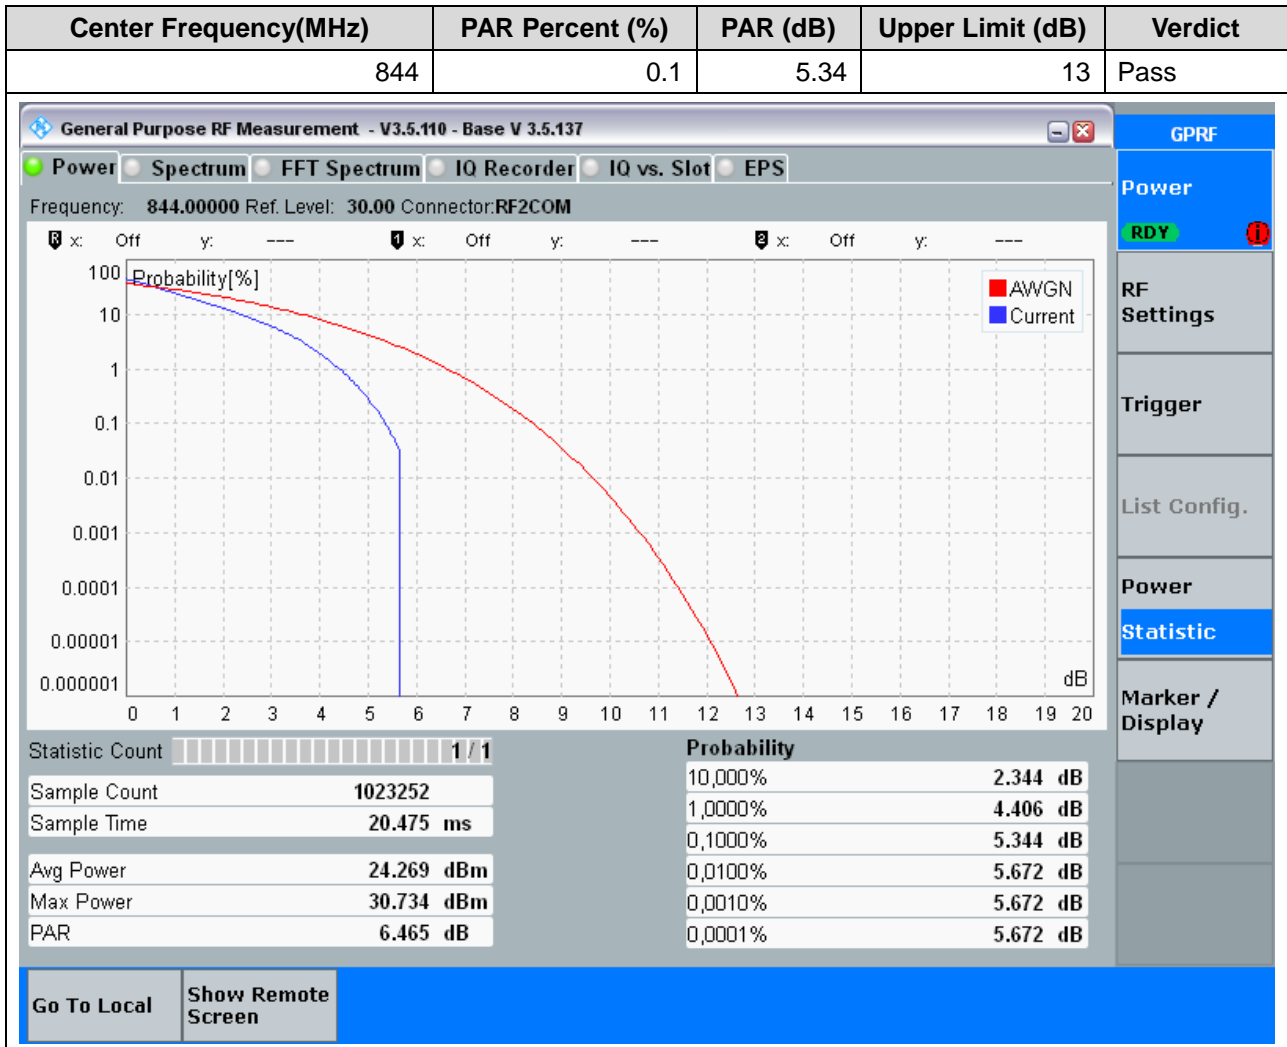 Center Frequency(MHz) PAR Percent (%) PAR (dB) Upper Limit (dB) Verdict
844 0.1 5.34 13 Pass
General Purpose RF Measurement - V3.5.110 - Base V 3.5.137
GPRF
Power Spectrum FFT Spectrum IQ Recorder IQ vs. Slot EPS
Power
RDY
Frequency: 844.00000 Ref. Level: 30.00 Connector:RF2COM
R x: Off y: --- 1 x: Off y: --- 2 x: Off y: ---
Probability[%]
AWGN
Current
100
10
1
0.1
0.01
0.001
0.0001
0.00001
0.000001
dB
0 1 2 3 4 5 6 7 8 9 10 11 12 13 14 15 16 17 18 19 20
RF
Settings
Trigger
List Config.
Power
Statistic
Marker /
Display
Statistic Count 1 / 1
Sample Count 1023252
Sample Time 20.475 ms
Avg Power 24.269 dBm
Max Power 30.734 dBm
PAR 6.465 dB
Probability
10,000% 2.344 dB
1,0000% 4.406 dB
0,1000% 5.344 dB
0,0100% 5.672 dB
0,0010% 5.672 dB
0,0001% 5.672 dB
Go To Local
Show Remote
Screen